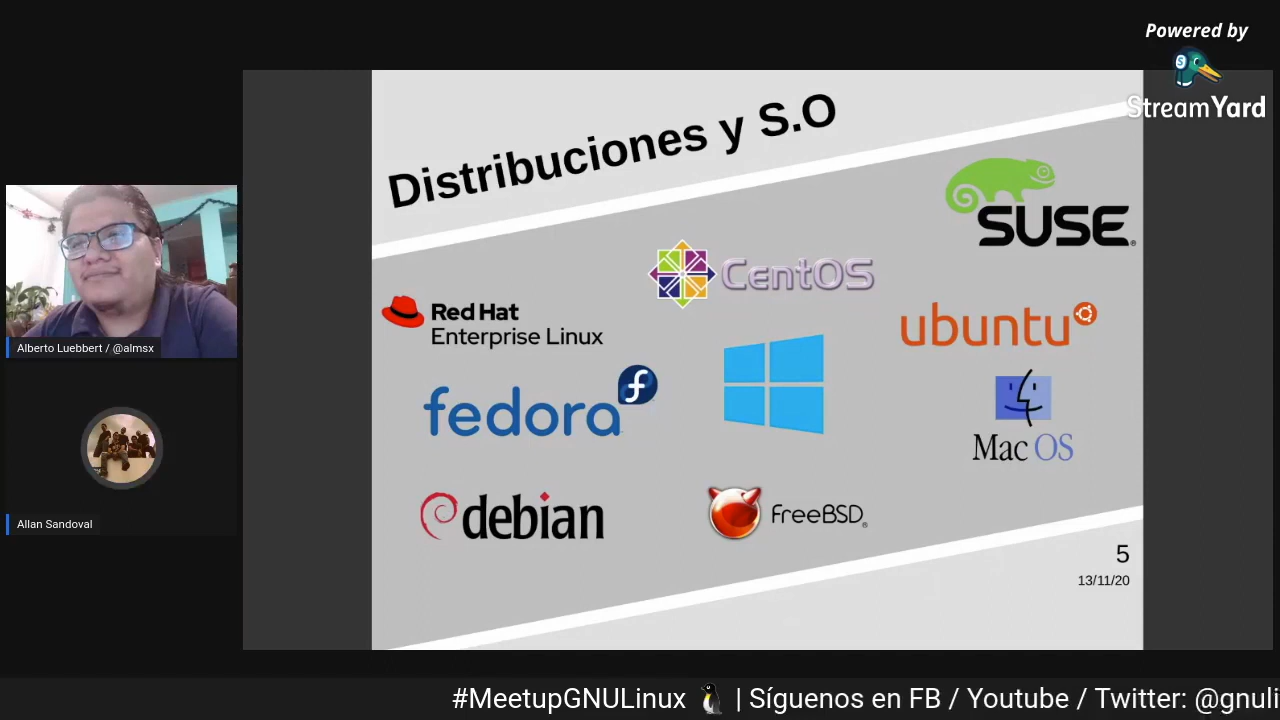 Powered by
StreamYard
Distribuciones y S.O
SUSE
CentOS
Red Hat
Enterprise Linux
ubuntu
fedora
Mac OS
debian
FreeBSD
5
13/11/20
Alberto Luebbert / @almsx
Allan Sandoval
#MeetupGNULinux 🐧 | Síguenos en FB / Youtube / Twitter: @gnuli